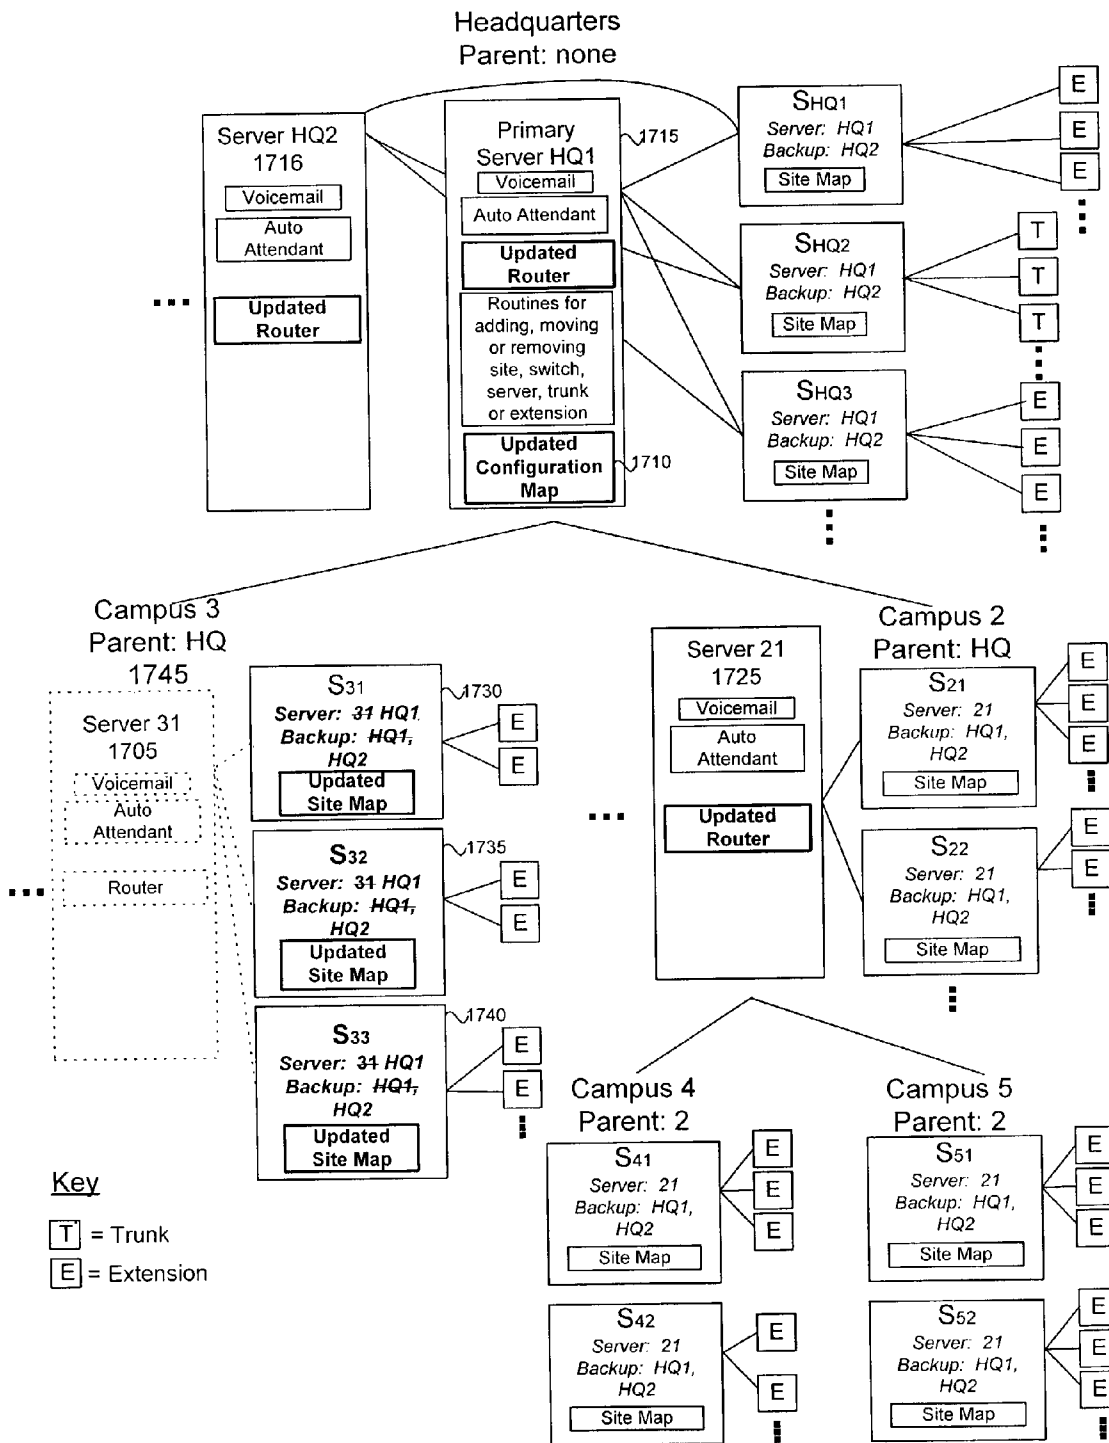 Headquarters
Parent: none
Server HQ2
1716
Voicemail
Auto
Attendant
Updated
Router
Primary
Server HQ1
1715
Voicemail
Auto Attendant
Updated
Router
Routines for
adding, moving
or removing
site, switch,
server, trunk
or extension
Updated
Configuration
Map
1710
SHQ1
Server: HQ1
Backup: HQ2
Site Map
E
E
E
SHQ2
Server: HQ1
Backup: HQ2
Site Map
T
T
T
SHQ3
Server: HQ1
Backup: HQ2
Site Map
E
E
E
Campus 3
Parent: HQ
1745
Server 31
1705
Voicemail
Auto
Attendant
Router
S31
1730
Server: 31 HQ1
Backup: HQ1,
HQ2
Updated
Site Map
E
E
S32
1735
Server: 31 HQ1
Backup: HQ1,
HQ2
Updated
Site Map
E
E
S33
1740
Server: 31 HQ1
Backup: HQ1,
HQ2
Updated
Site Map
E
E
Campus 2
Parent: HQ
Server 21
1725
Voicemail
Auto
Attendant
Updated
Router
S21
Server: 21
Backup: HQ1,
HQ2
Site Map
E
E
E
S22
Server: 21
Backup: HQ1,
HQ2
Site Map
E
E
Campus 4
Parent: 2
S41
Server: 21
Backup: HQ1,
HQ2
Site Map
E
E
E
S42
Server: 21
Backup: HQ1,
HQ2
Site Map
E
E
Campus 5
Parent: 2
S51
Server: 21
Backup: HQ1,
HQ2
Site Map
E
E
E
S52
Server: 21
Backup: HQ1,
HQ2
Site Map
E
E
E
Key
T = Trunk
E = Extension